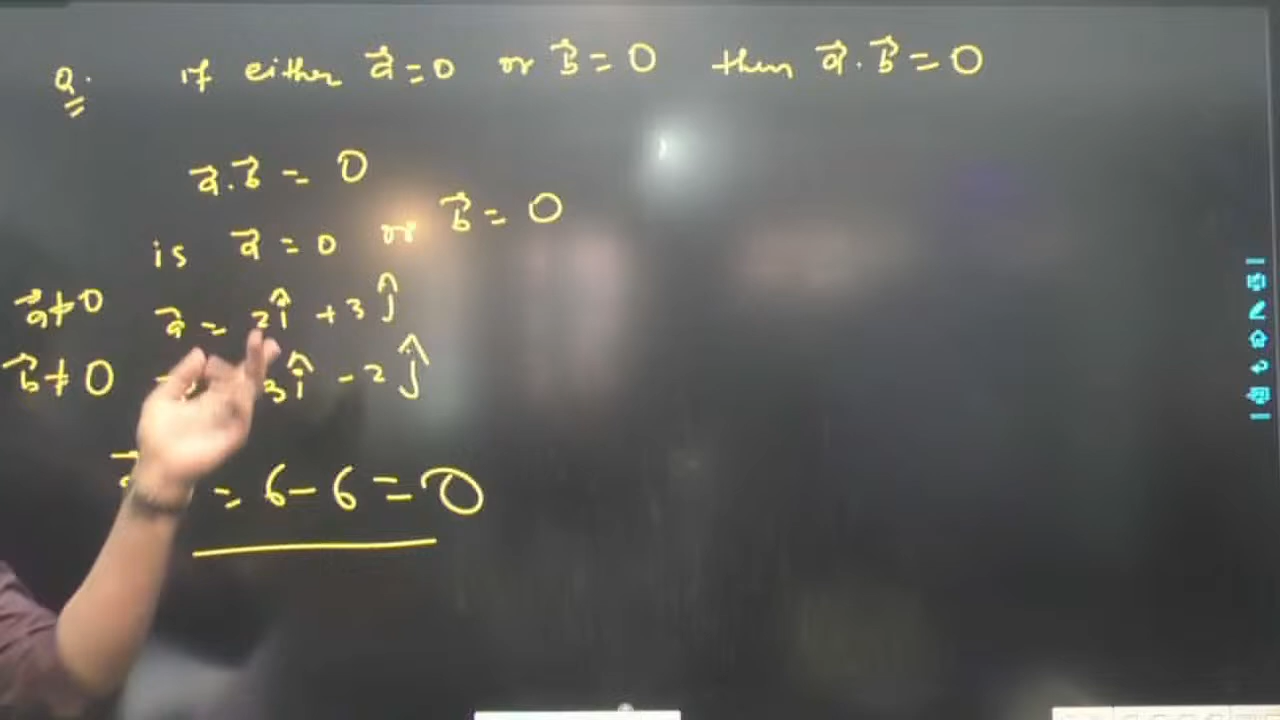 Q. if either a⃗ = 0 or b⃗ = 0 then a⃗.b⃗ = 0
a⃗.b⃗ = 0
is a⃗ = 0 or b⃗ = 0
a⃗ ≠ 0 a⃗ = 2î + 3ĵ
b⃗ ≠ 0 3î - 2ĵ
= 6 - 6 = 0